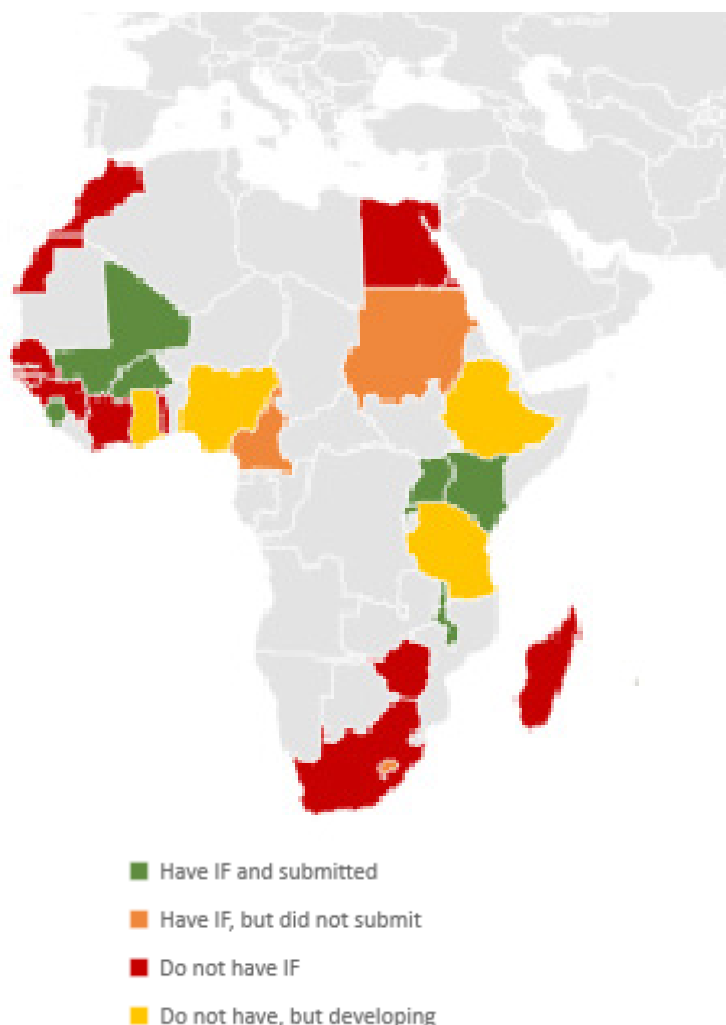 Have IF and submitted
Have IF, but did not submit
Do not have IF
Do not have, but developing